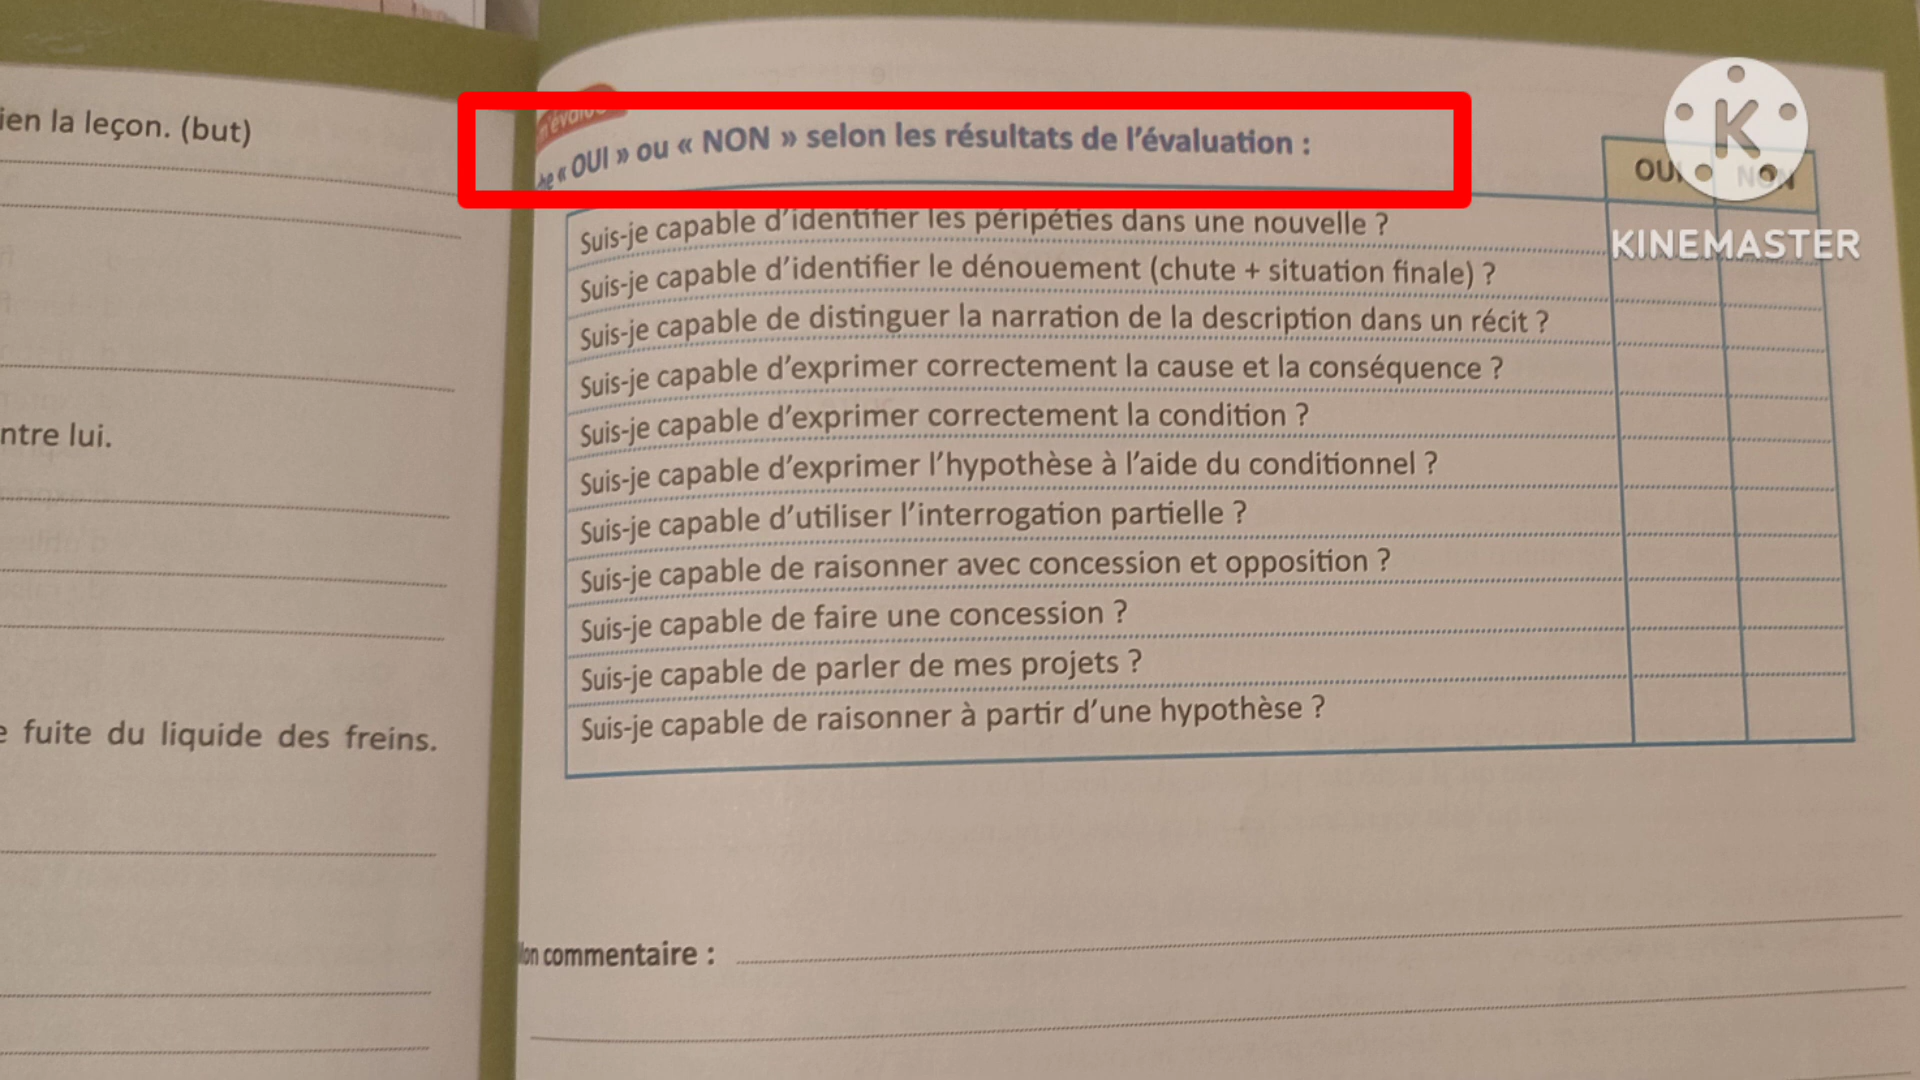 ien la leçon. (but)
ntre lui.
e fuite du liquide des freins.
« OUI » ou « NON » selon les résultats de l'évaluation :
OUI NON
Suis-je capable d'identifier les péripéties dans une nouvelle ?
Suis-je capable d'identifier le dénouement (chute + situation finale) ?
Suis-je capable de distinguer la narration de la description dans un récit ?
Suis-je capable d'exprimer correctement la cause et la conséquence ?
Suis-je capable d'exprimer correctement la condition ?
Suis-je capable d'exprimer l'hypothèse à l'aide du conditionnel ?
Suis-je capable d'utiliser l'interrogation partielle ?
Suis-je capable de raisonner avec concession et opposition ?
Suis-je capable de faire une concession ?
Suis-je capable de parler de mes projets ?
Suis-je capable de raisonner à partir d'une hypothèse ?
on commentaire :
K
KINEMASTER